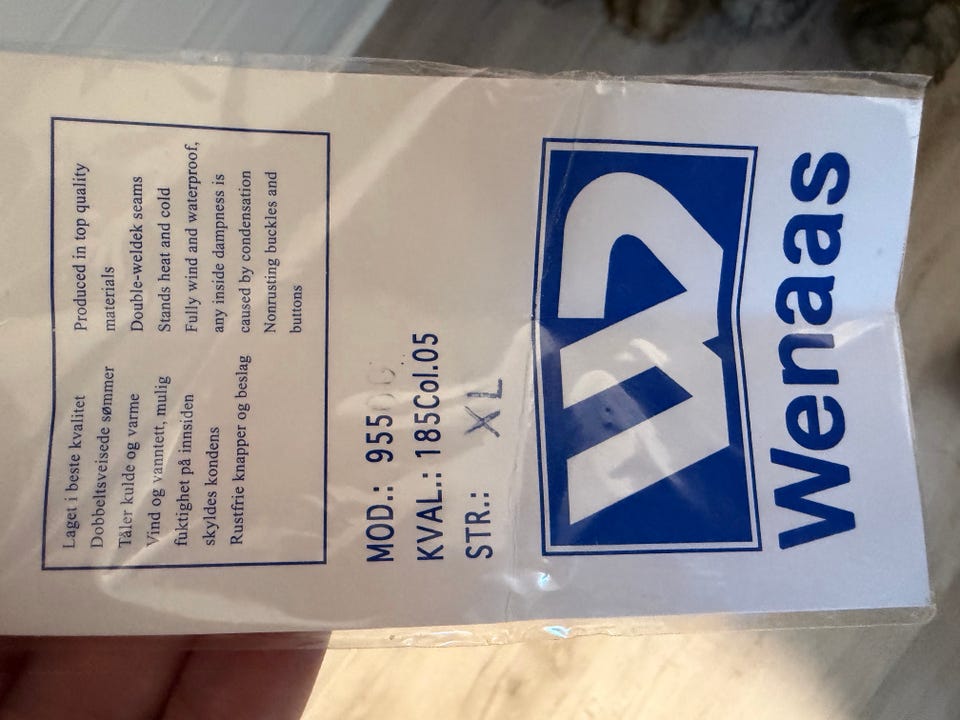 Laget i beste kvalitet
Dobbeltsveisede sømmer
Tåler kulde og varme
Vind og vanntett, mulig
fuktighet på innsiden
skyldes kondens
Rustfrie knapper og beslag
Produced in top quality
materials
Double-weldek seams
Stands heat and cold
Fully wind and waterproof,
any inside dampness is
caused by condensation
Nonrusting buckles and
buttons
MOD.: 955
KVAL.: 185Col.05
STR.: XL
Wenaas